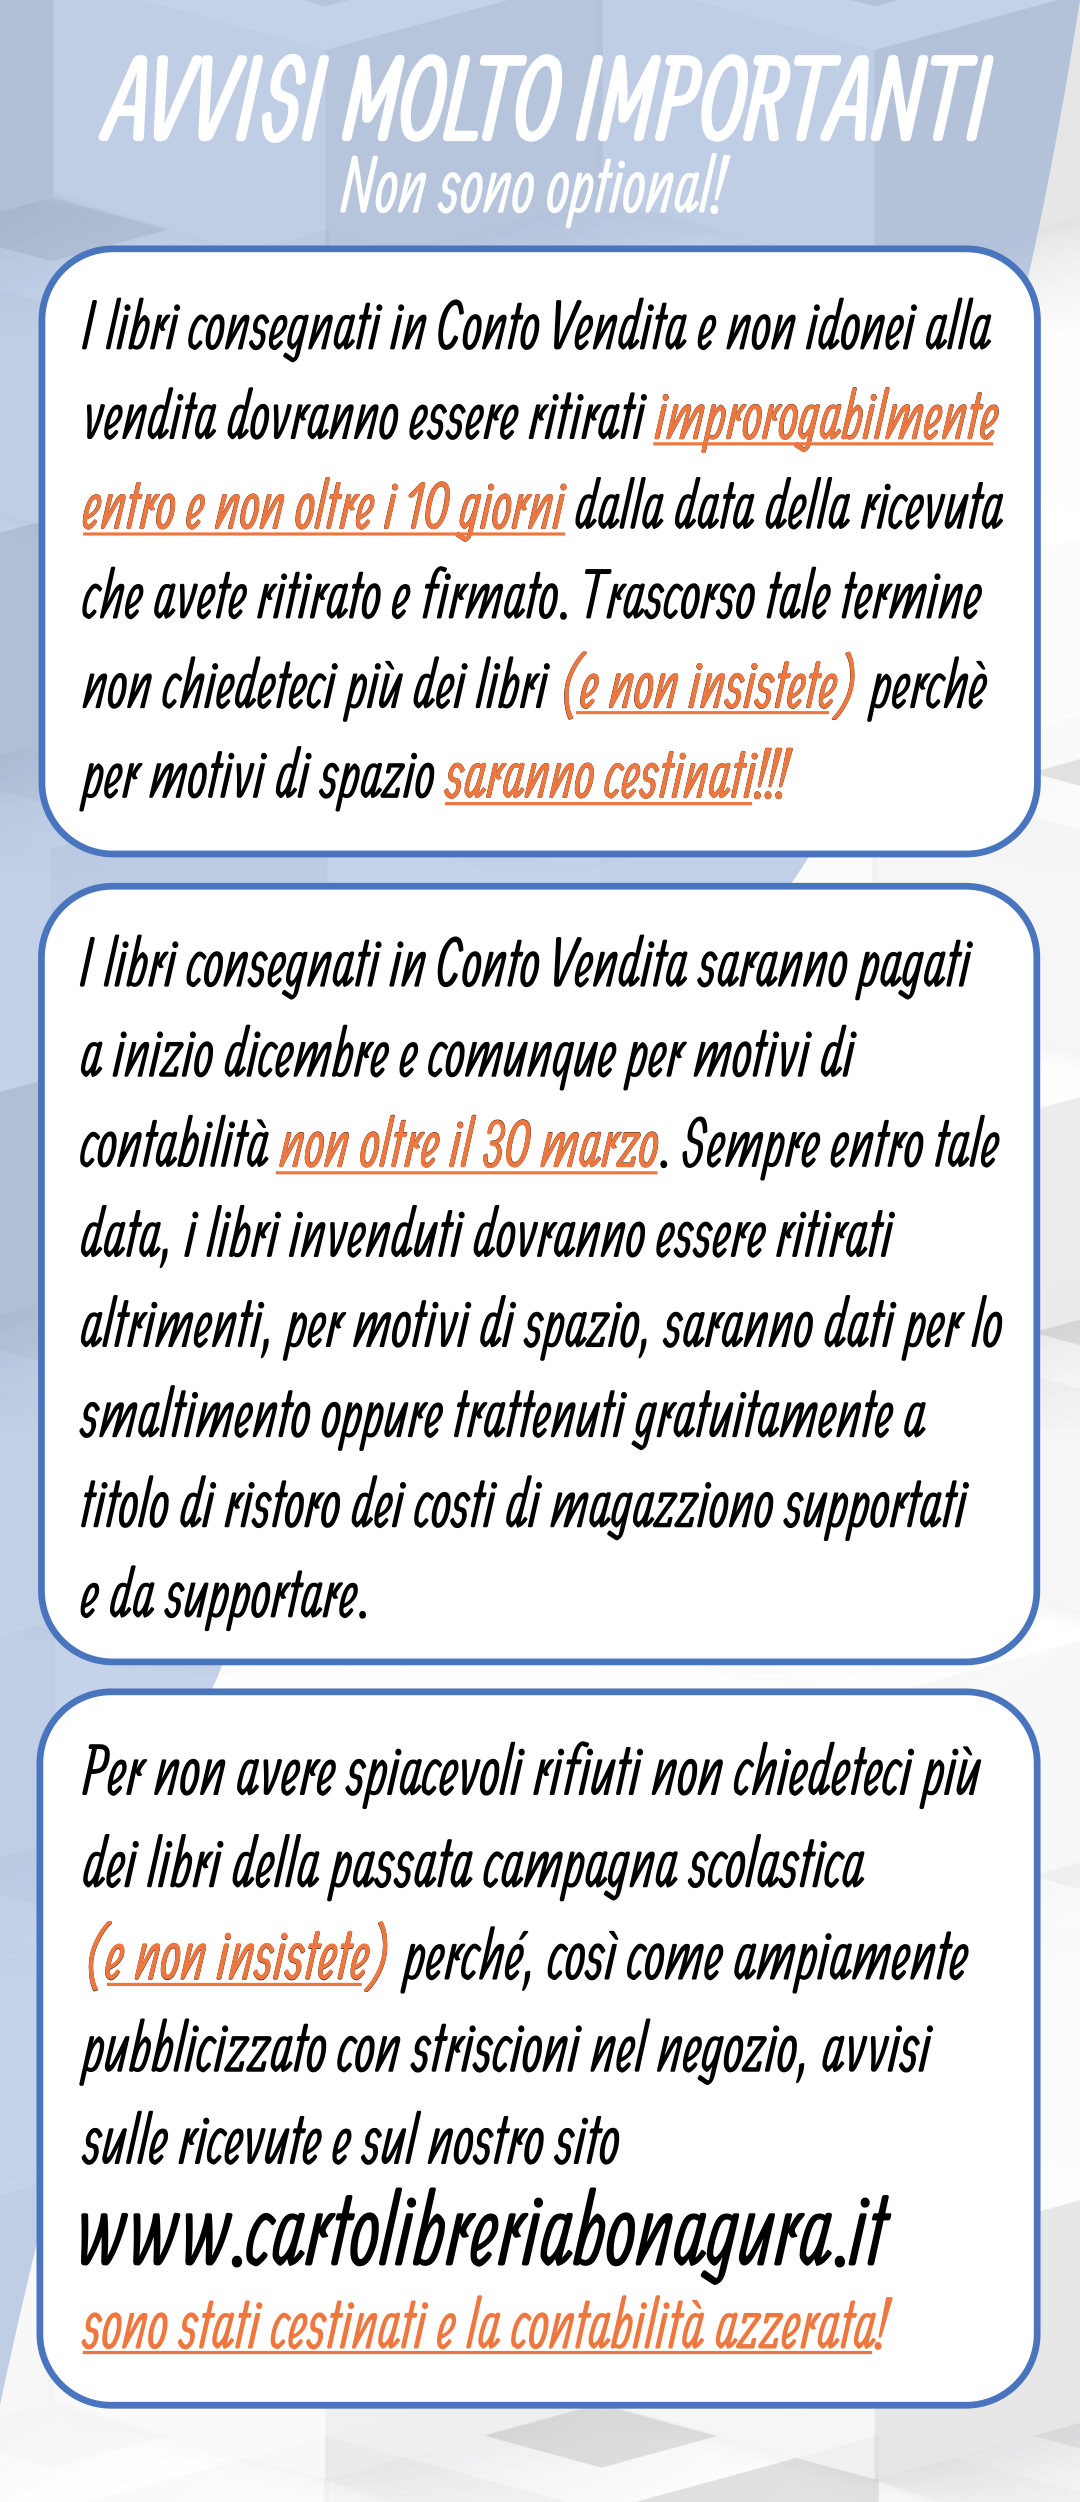 AVVISI MOLTO IMPORTANTI
Non sono optional!
I libri consegnati in Conto Vendita e non idonei alla
vendita dovranno essere ritirati improrogabilmente
entro e non oltre i 10 giorni dalla data della ricevuta
che avete ritirato e firmato. Trascorso tale termine
non chiedeteci più dei libri (e non insistete) perchè
per motivi di spazio saranno cestinati!!!
I libri consegnati in Conto Vendita saranno pagati
a inizio dicembre e comunque per motivi di
contabilità non oltre il 30 marzo. Sempre entro tale
data, i libri invenduti dovranno essere ritirati
altrimenti, per motivi di spazio, saranno dati per lo
smaltimento oppure trattenuti gratuitamente a
titolo di ristoro dei costi di magazziono supportati
e da supportare.
Per non avere spiacevoli rifiuti non chiedeteci più
dei libri della passata campagna scolastica
(e non insistete) perché, così come ampiamente
pubblicizzato con striscioni nel negozio, avvisi
sulle ricevute e sul nostro sito
www.cartolibreriabonagura.it
sono stati cestinati e la contabilità azzerata!